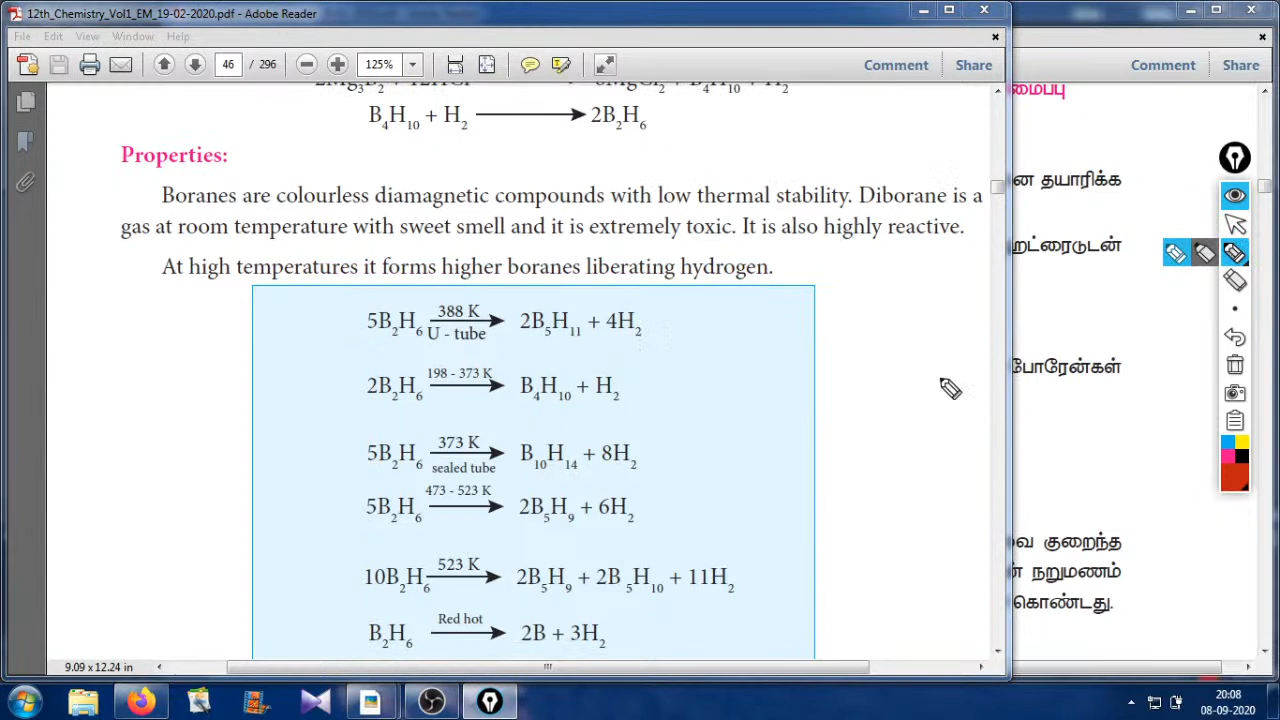 12th_Chemistry_Vol1_EM_19-02-2020.pdf - Adobe Reader
File Edit View Window Help
46 / 296 125% Comment Share Comment Share
B4H10 + H2 ⟶ 2B2H6
Properties:
Boranes are colourless diamagnetic compounds with low thermal stability. Diborane is a
gas at room temperature with sweet smell and it is extremely toxic. It is also highly reactive.
At high temperatures it forms higher boranes liberating hydrogen.
388 K
5B2H6 ⟶ 2B5H11 + 4H2
U - tube
198 - 373 K
2B2H6 ⟶ B4H10 + H2
373 K
5B2H6 ⟶ B10H14 + 8H2
sealed tube
473 - 523 K
5B2H6 ⟶ 2B5H9 + 6H2
523 K
10B2H6 ⟶ 2B5H9 + 2B 5H10 + 11H2
Red hot
B2H6 ⟶ 2B + 3H2
தயாரிக்க
போரேன்கள்
குறைந்த
நறுமணம்
கொண்டது.
9.09 x 12.24 in
20:08
08-09-2020